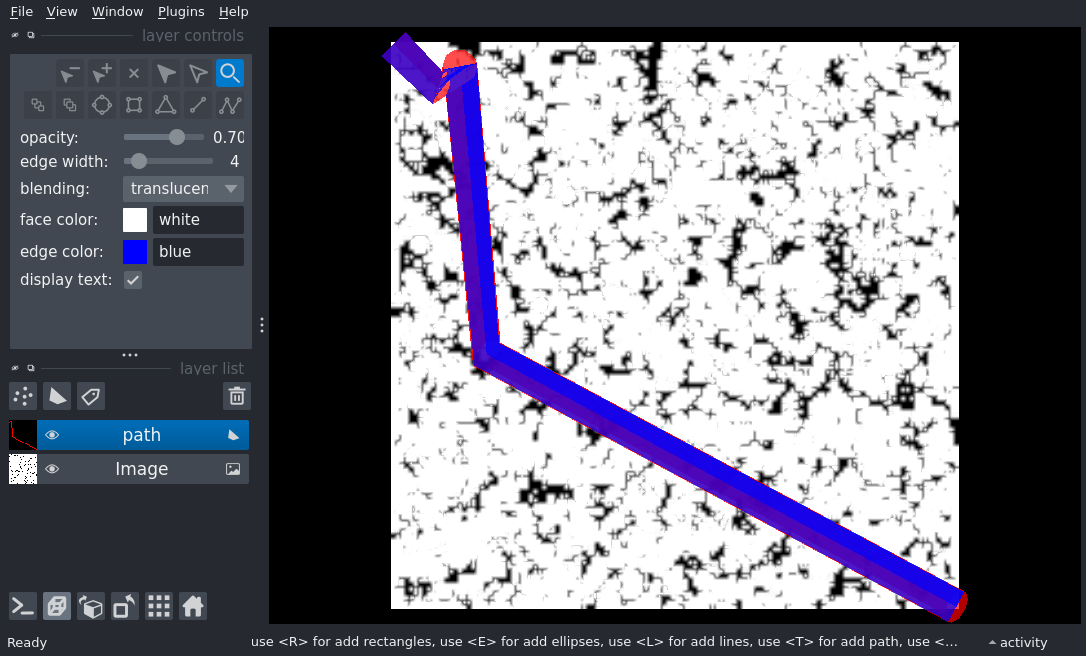 File View Window Plugins Help
layer controls
opacity: 0.70
edge width: 4
blending: translucen
face color: white
edge color: blue
display text:
layer list
path
Image
Ready use <R> for add rectangles, use <E> for add ellipses, use <L> for add lines, use <T> for add path, use <... activity